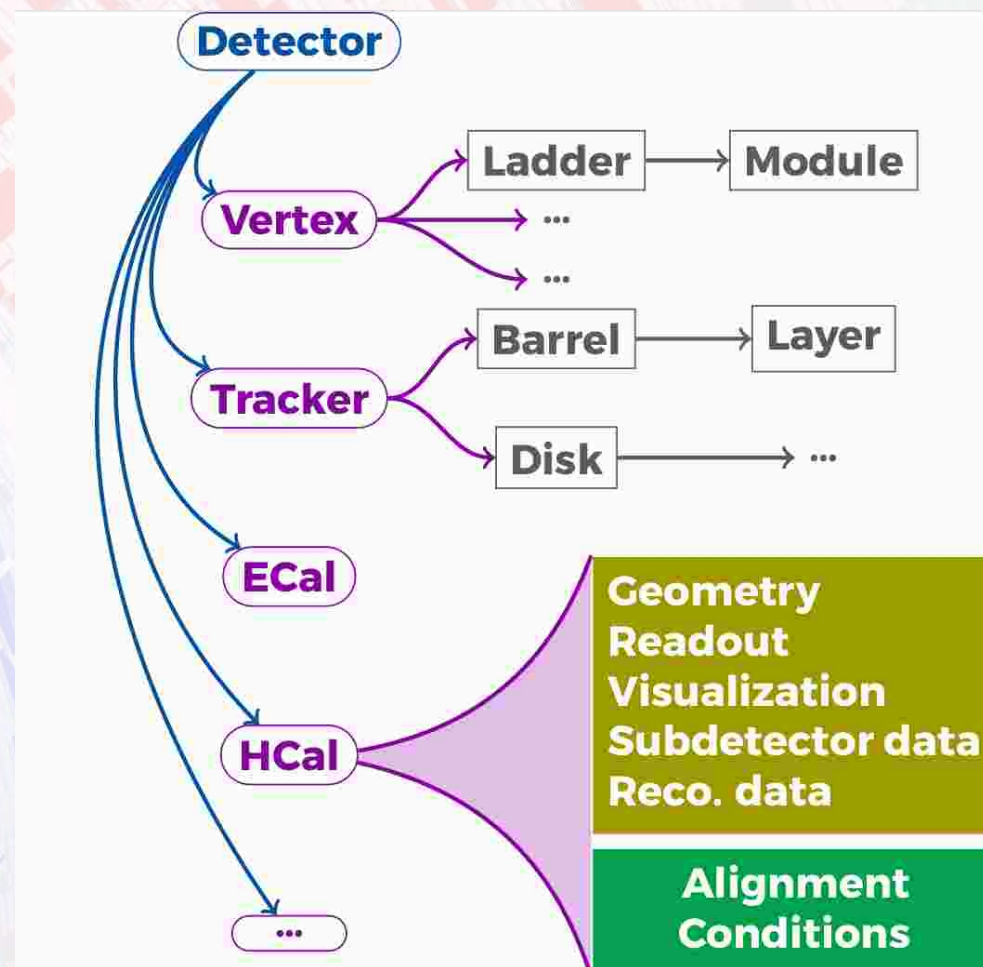 Detector
Ladder
Module
Vertex
...
...
Barrel
Layer
Tracker
Disk
...
ECal
Geometry
Readout
Visualization
Subdetector data
Reco. data
HCal
Alignment
Conditions
...